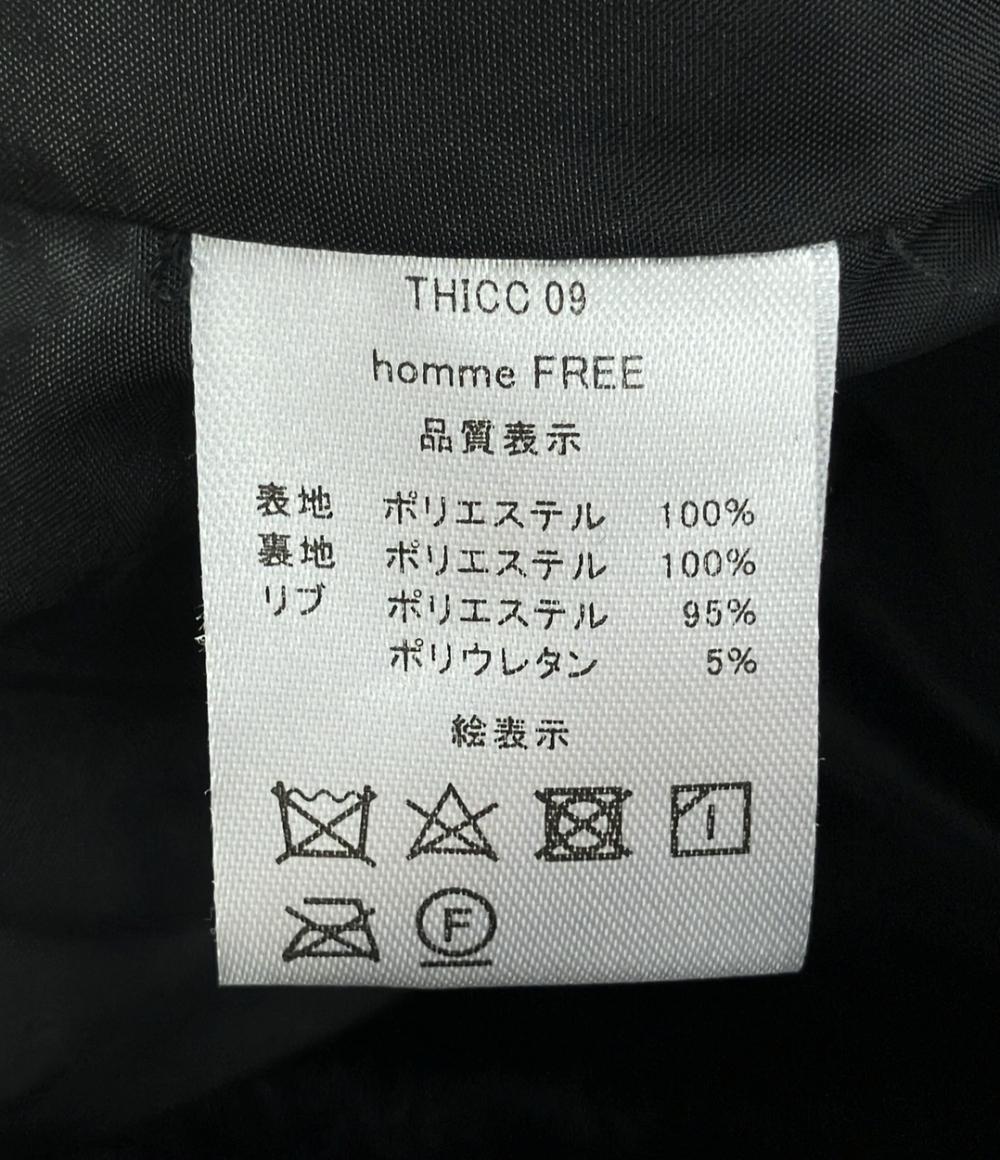 THICC 09
homme FREE
品質表示
表地 ポリエステル 100%
裏地 ポリエステル 100%
リブ ポリエステル 95%
ポリウレタン 5%
絵表示
F